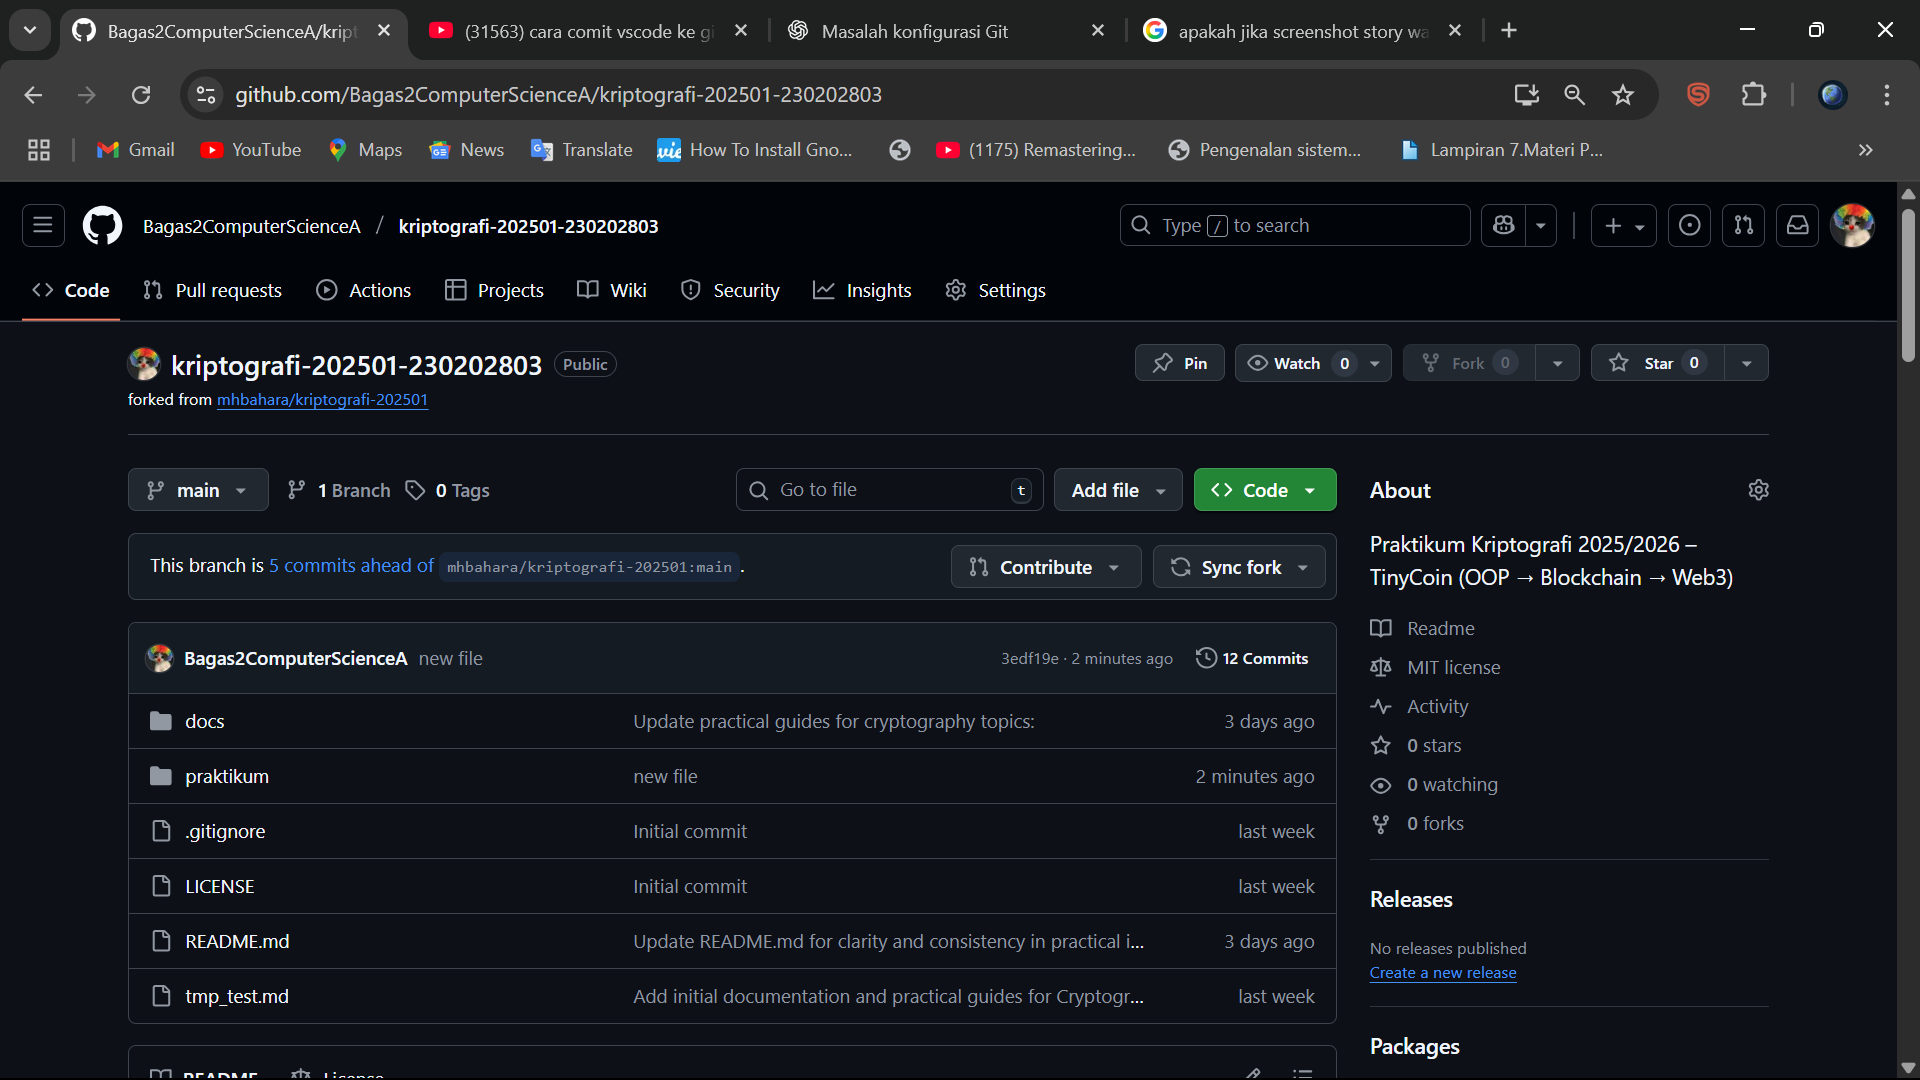 Bagas2ComputerScienceA/kript
(31563) cara comit vscode ke gi
Masalah konfigurasi Git
apakah jika screenshot story wa
github.com/Bagas2ComputerScienceA/kriptografi-202501-230202803
Gmail
YouTube
Maps
News
Translate
How To Install Gno...
(1175) Remastering...
Pengenalan sistem...
Lampiran 7.Materi P...
Bagas2ComputerScienceA / kriptografi-202501-230202803
Type / to search
Code
Pull requests
Actions
Projects
Wiki
Security
Insights
Settings
kriptografi-202501-230202803 Public
Pin
Watch 0
Fork 0
Star 0
forked from mhbahara/kriptografi-202501
main
1 Branch
0 Tags
Go to file t
Add file
Code
This branch is 5 commits ahead of mhbahara/kriptografi-202501:main .
Contribute
Sync fork
Bagas2ComputerScienceA new file 3edf19e · 2 minutes ago 12 Commits
docs Update practical guides for cryptography topics: 3 days ago
praktikum new file 2 minutes ago
.gitignore Initial commit last week
LICENSE Initial commit last week
README.md Update README.md for clarity and consistency in practical i... 3 days ago
tmp_test.md Add initial documentation and practical guides for Cryptogr... last week
README License
About
Praktikum Kriptografi 2025/2026 –
TinyCoin (OOP → Blockchain → Web3)
Readme
MIT license
Activity
0 stars
0 watching
0 forks
Releases
No releases published
Create a new release
Packages